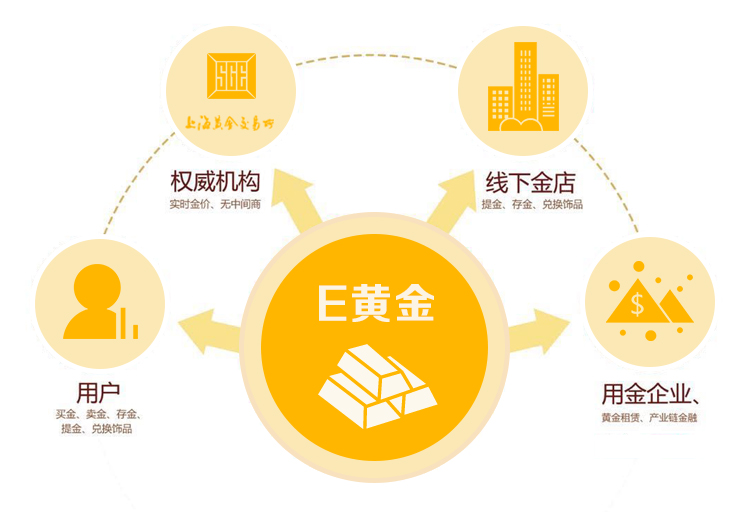 SGE
上海黄金交易所
权威机构
实时金价、无中间商
线下金店
提金、存金、兑换饰品
E黄金
$
用户
买金、卖金、存金、
提金、兑换饰品
用金企业、
黄金租赁、产业链金融